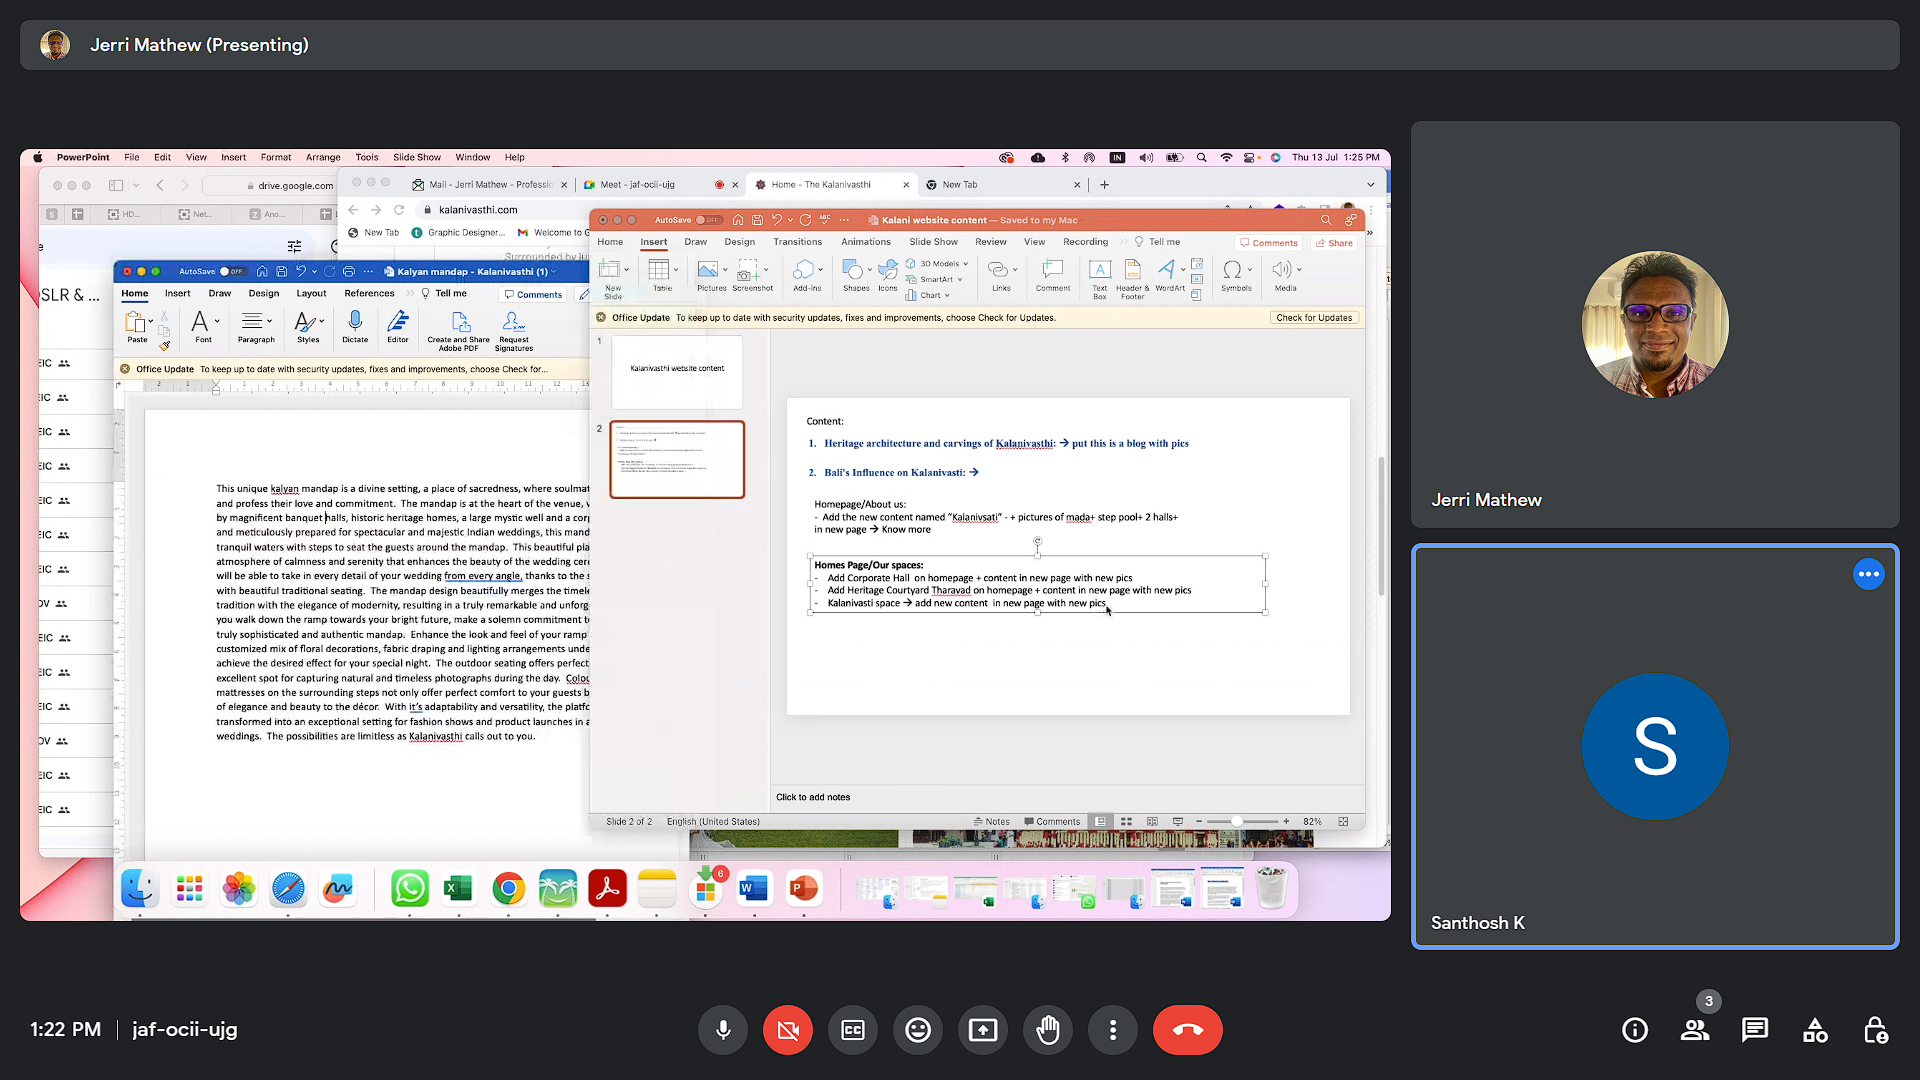 Jerri Mathew (Presenting)
PowerPoint File Edit View Insert Format Arrange Tools Slide Show Window Help
IN Thu 13 Jul 1:25 PM
drive.google.com
Mail - Jerri Mathew - Professio
Meet - jaf-ocii-ujg
Home - The Kalanivasthi
New Tab
kalanivasthi.com
New Tab Graphic Designer... Welcome to G
HD... Net... Ano...
AutoSave OFF Kalani website content — Saved to my Mac
Home Insert Draw Design Transitions Animations Slide Show Review View Recording Tell me Comments Share
New Slide
Table
Pictures
Screenshot
Add-ins
Shapes
Icons
3D Models
SmartArt
Chart
Links
Comment
Text Box
Header & Footer
WordArt
Symbols
Media
Office Update To keep up to date with security updates, fixes and improvements, choose Check for Updates.
Check for Updates
1
Kalanivasthi website content
2
Content:
1. Heritage architecture and carvings of Kalanivasthi: → put this is a blog with pics
2. Bali's Influence on Kalanivasti: →
Homepage/About us:
- Add the new content named “Kalanivsati” - + pictures of mada+ step pool+ 2 halls+
in new page → Know more
Homes Page/Our spaces:
- Add Corporate Hall on homepage + content in new page with new pics
- Add Heritage Courtyard Tharavad on homepage + content in new page with new pics
- Kalanivasti space → add new content in new page with new pics
Click to add notes
Slide 2 of 2 English (United States) Notes Comments 82%
AutoSave OFF Kalyan mandap - Kalanivasthi (1)
Home Insert Draw Design Layout References Tell me Comments
Paste
Font
Paragraph
Styles
Dictate
Editor
Create and Share Adobe PDF
Request Signatures
Office Update To keep up to date with security updates, fixes and improvements, choose Check for...
This unique kalyan mandap is a divine setting, a place of sacredness, where soulmat
and profess their love and commitment. The mandap is at the heart of the venue,
by magnificent banquet halls, historic heritage homes, a large mystic well and a cor
and meticulously prepared for spectacular and majestic Indian weddings, this mand
tranquil waters with steps to seat the guests around the mandap. This beautiful pla
atmosphere of calmness and serenity that enhances the beauty of the wedding cere
will be able to take in every detail of your wedding from every angle, thanks to the s
with beautiful traditional seating. The mandap design beautifully merges the timele
tradition with the elegance of modernity, resulting in a truly remarkable and unforg
you walk down the ramp towards your bright future, make a solemn commitment t
truly sophisticated and authentic mandap. Enhance the look and feel of your ramp
customized mix of floral decorations, fabric draping and lighting arrangements unde
achieve the desired effect for your special night. The outdoor seating offers perfect
excellent spot for capturing natural and timeless photographs during the day. Colou
mattresses on the surrounding steps not only offer perfect comfort to your guests b
of elegance and beauty to the décor. With it's adaptability and versatility, the platfo
transformed into an exceptional setting for fashion shows and product launches in a
weddings. The possibilities are limitless as Kalanivasthi calls out to you.
6
Jerri Mathew
S
Santhosh K
1:22 PM | jaf-ocii-ujg
3